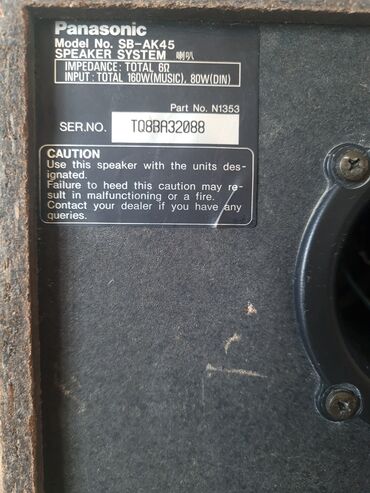 Panasonic
Model No. SB-AK45
SPEAKER SYSTEM 喇叭
IMPEDANCE: TOTAL 6Ω
INPUT: TOTAL 160W(MUSIC), 80W(DIN)
Part No. N1353
SER.NO. TQ8BA32088
CAUTION
Use this speaker with the units des-
ignated.
Failure to heed this caution may re-
sult in malfunctioning or a fire.
Contact your dealer if you have any
queries.